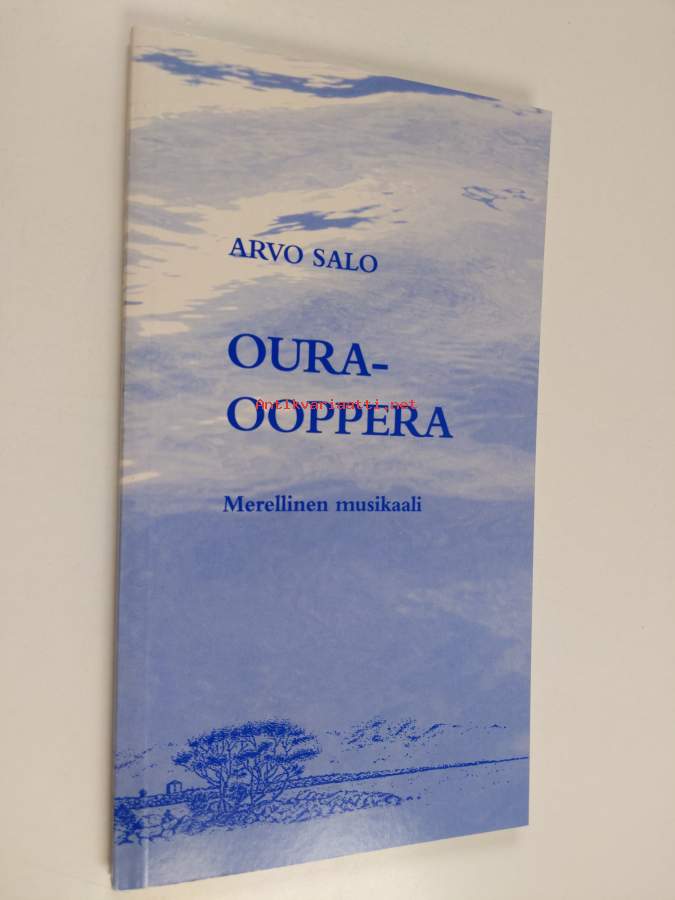 ARVO SALO
OURA-
Antikvariaatti.net
OOPPERA
Merellinen musikaali